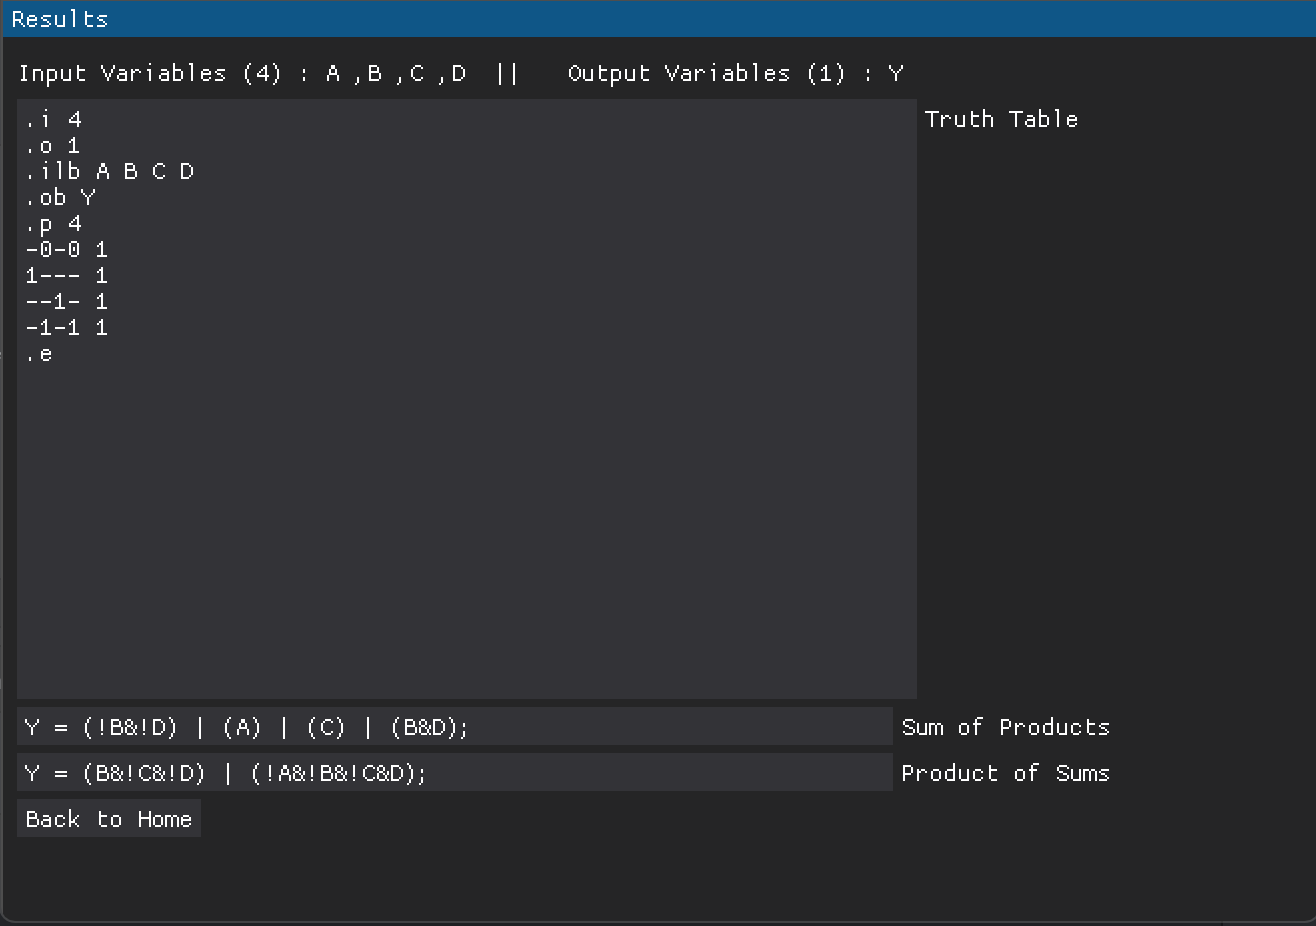 Results
Input Variables (4) : A ,B ,C ,D  ||   Output Variables (1) : Y
.i 4
Truth Table
.o 1
.ilb A B C D
.ob Y
.p 4
-0-0 1
1--- 1
--1- 1
-1-1 1
.e
Y = (!B&!D) | (A) | (C) | (B&D);
Sum of Products
Y = (B&!C&!D) | (!A&!B&!C&D);
Product of Sums
Back to Home